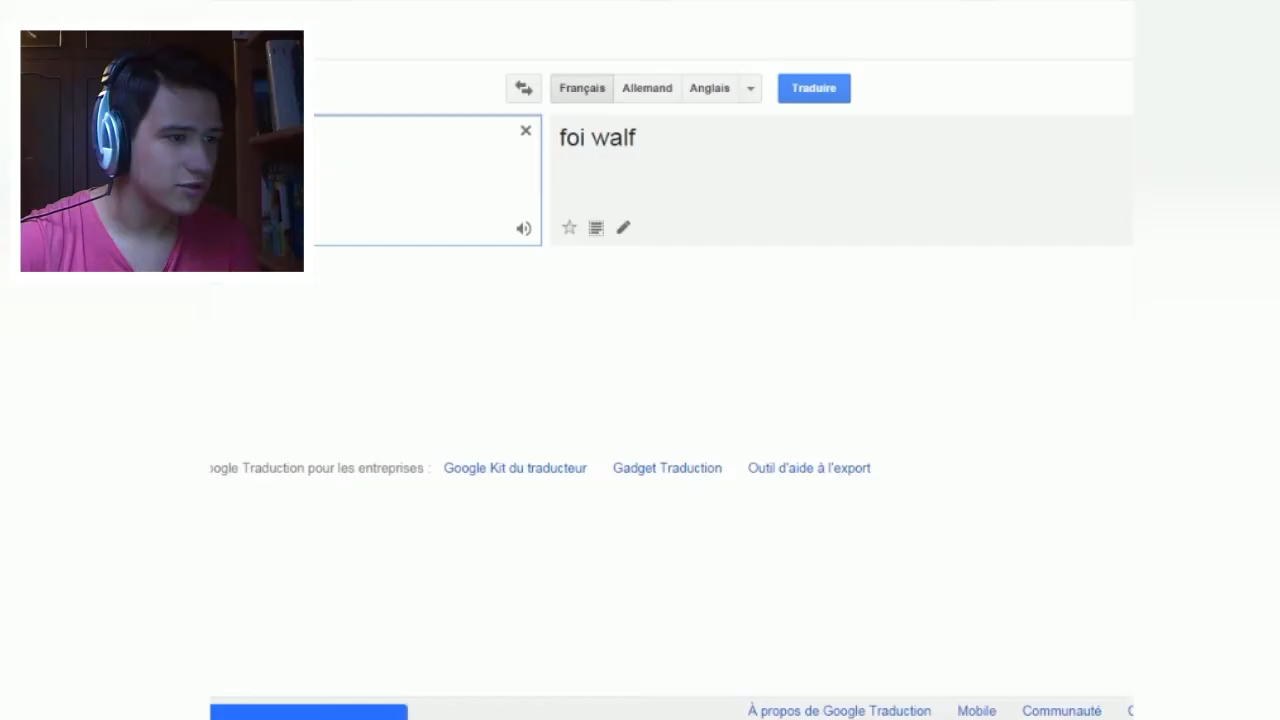 Français Allemand Anglais Traduire
foi walf
Traduction pour les entreprises : Google Kit du traducteur Gadget Traduction Outil d'aide à l'export
À propos de Google Traduction Mobile Communauté